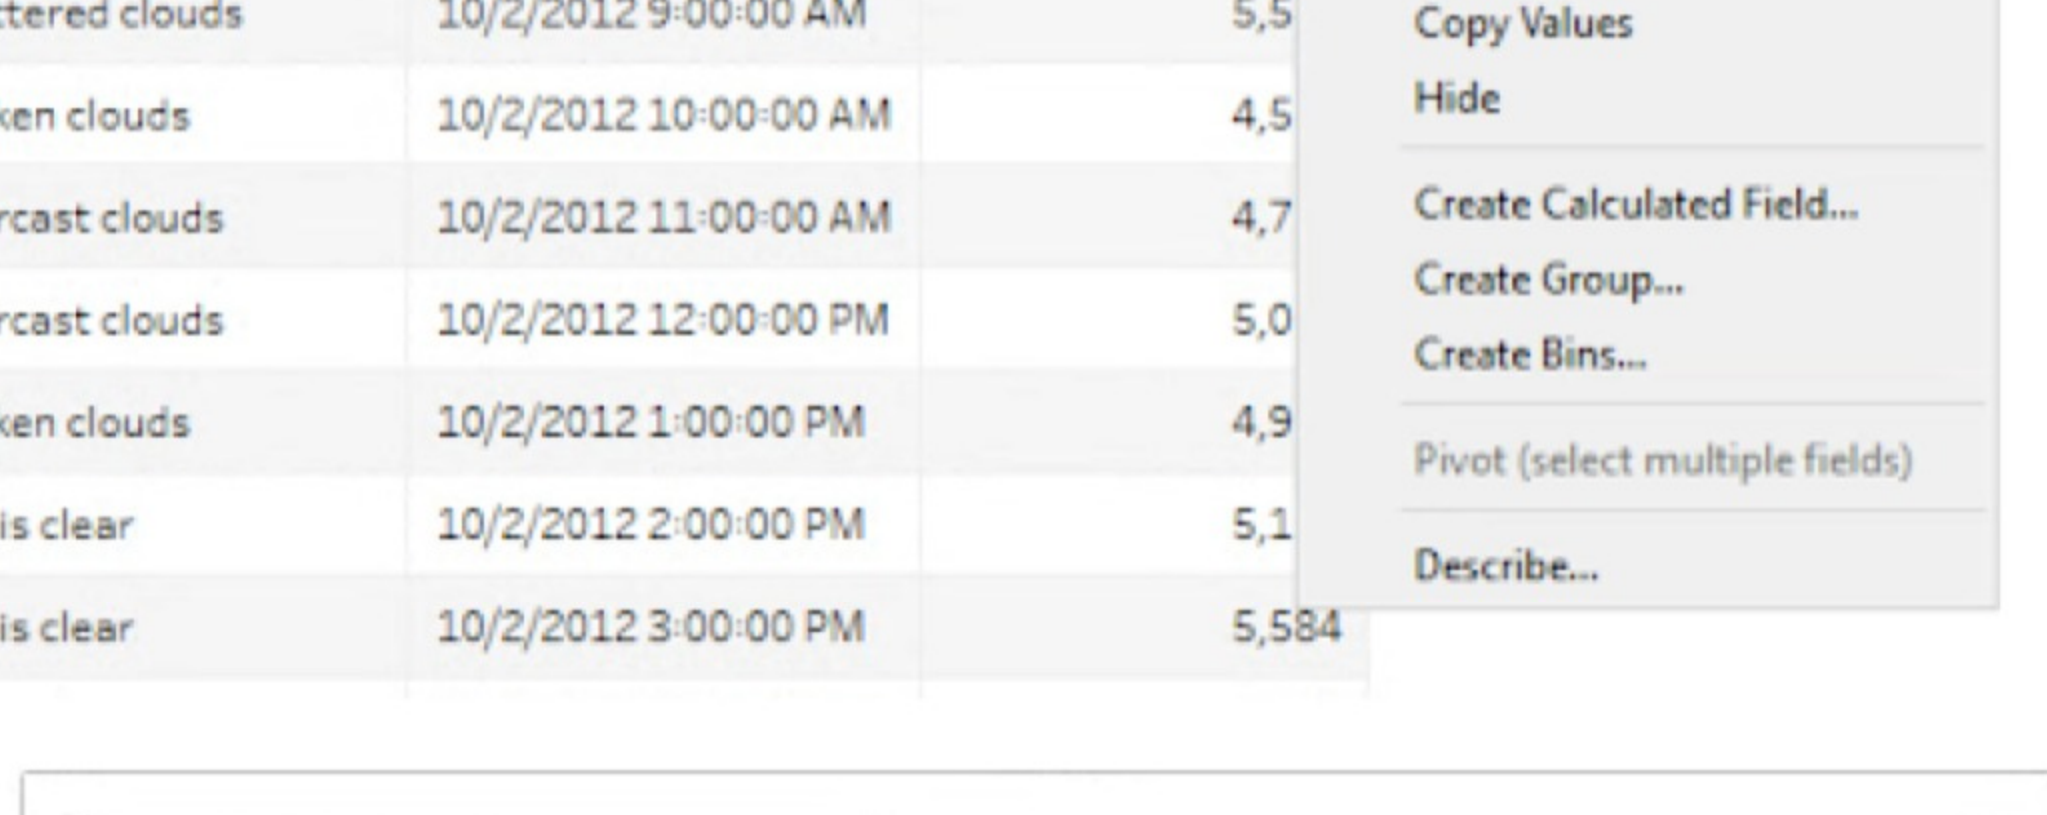 ttered clouds 10/2/2012 9:00:00 AM 5,5
ken clouds 10/2/2012 10:00:00 AM 4,5
rcast clouds 10/2/2012 11:00:00 AM 4,7
rcast clouds 10/2/2012 12:00:00 PM 5,0
ken clouds 10/2/2012 1:00:00 PM 4,9
is clear 10/2/2012 2:00:00 PM 5,1
is clear 10/2/2012 3:00:00 PM 5,584
Copy Values
Hide
Create Calculated Field...
Create Group...
Create Bins...
Pivot (select multiple fields)
Describe...